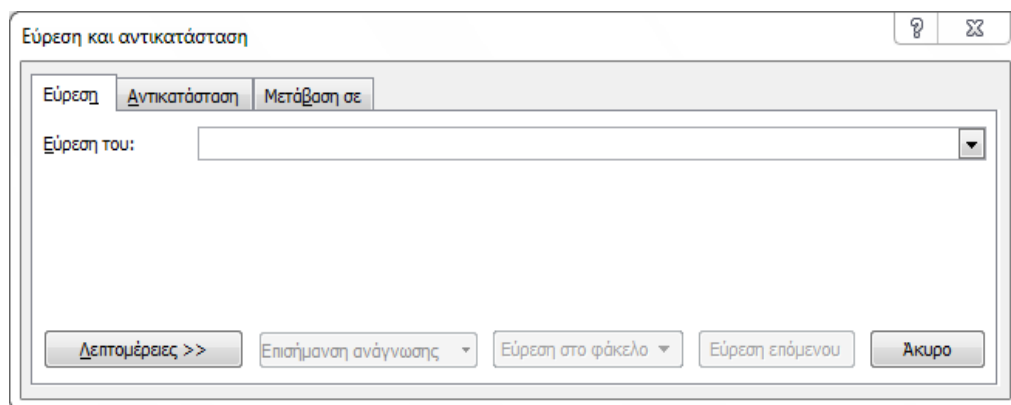 Εύρεση και αντικατάσταση
Εύρεση Αντικατάσταση Μετάβαση σε
Εύρεση του:
Λεπτομέρειες >> Επισήμανση ανάγνωσης Εύρεση στο φάκελο Εύρεση επόμενου Άκυρο